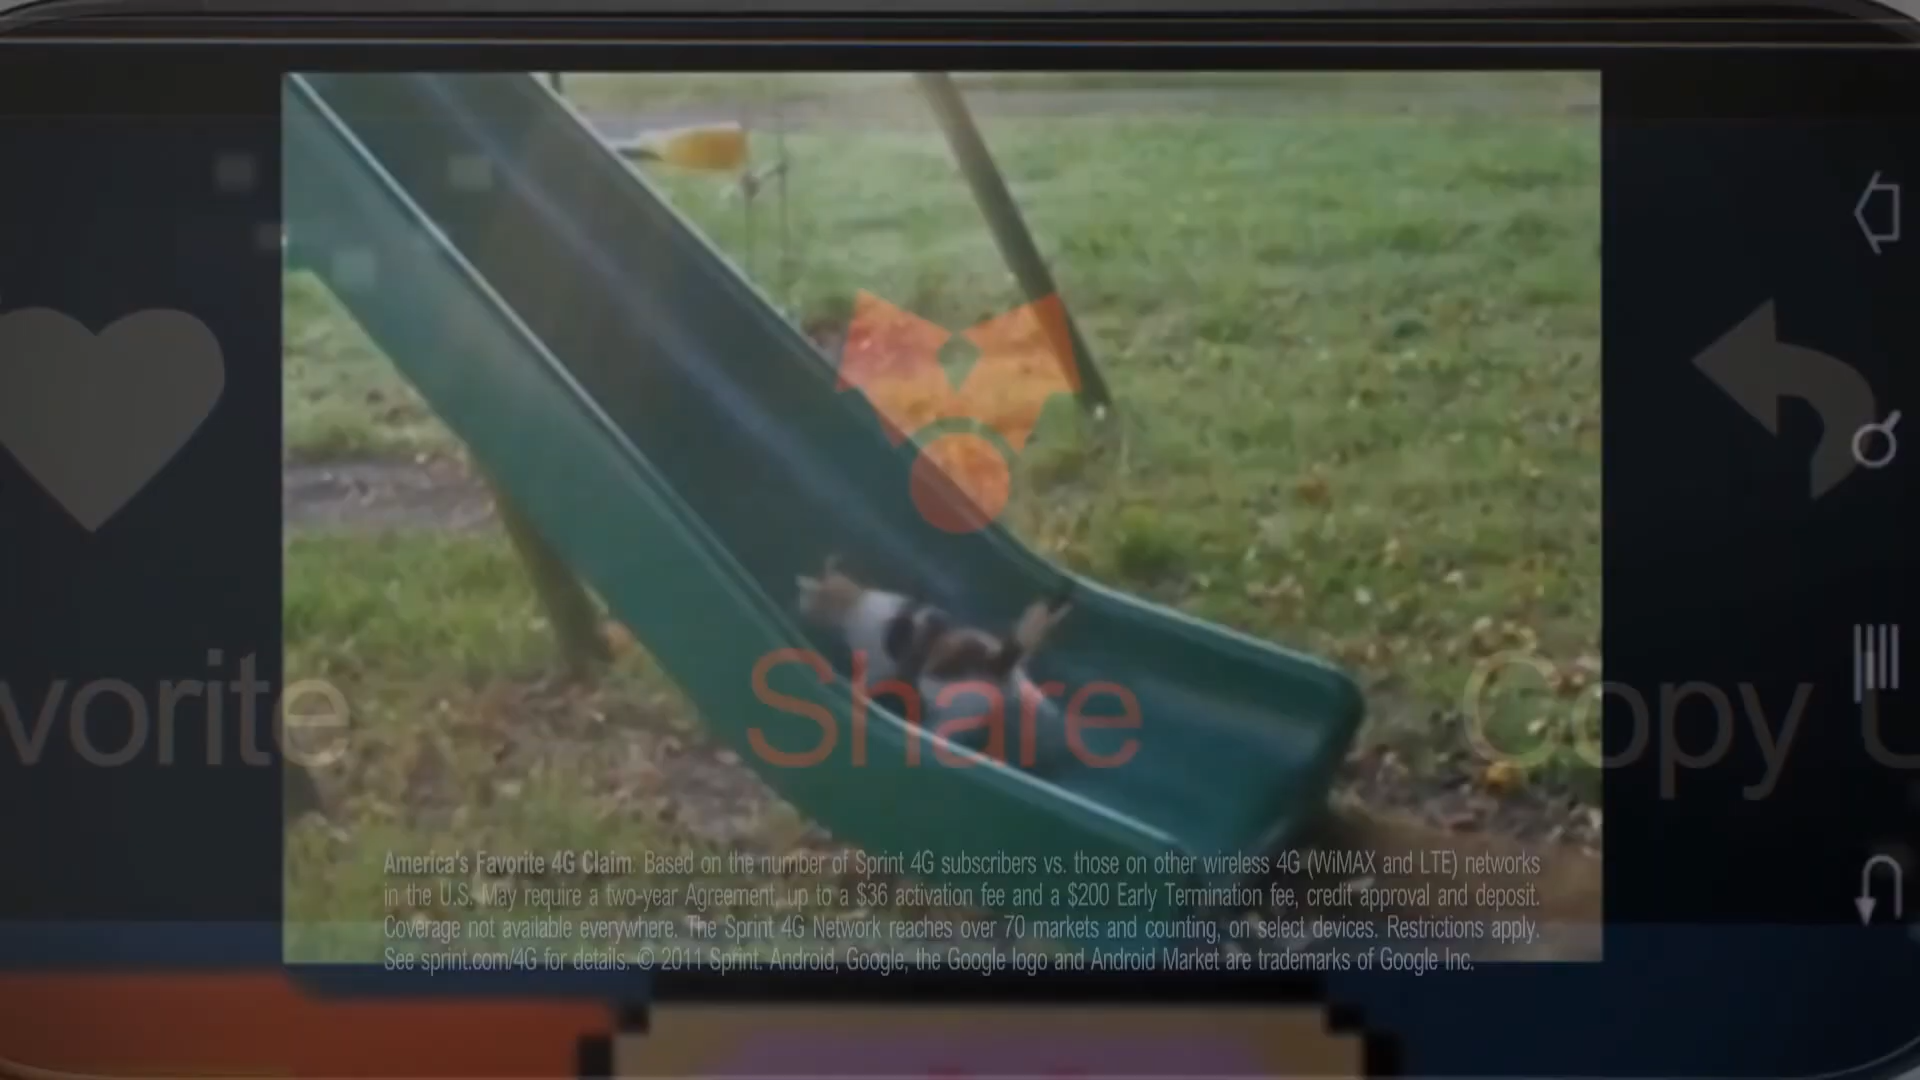 vorite
Share
Copy U
America's Favorite 4G Claim: Based on the number of Sprint 4G subscribers vs. those on other wireless 4G (WiMAX and LTE) networks
in the U.S. May require a two-year Agreement, up to a $36 activation fee and a $200 Early Termination fee, credit approval and deposit.
Coverage not available everywhere. The Sprint 4G Network reaches over 70 markets and counting, on select devices. Restrictions apply.
See sprint.com/4G for details. © 2011 Sprint. Android, Google, the Google logo and Android Market are trademarks of Google Inc.